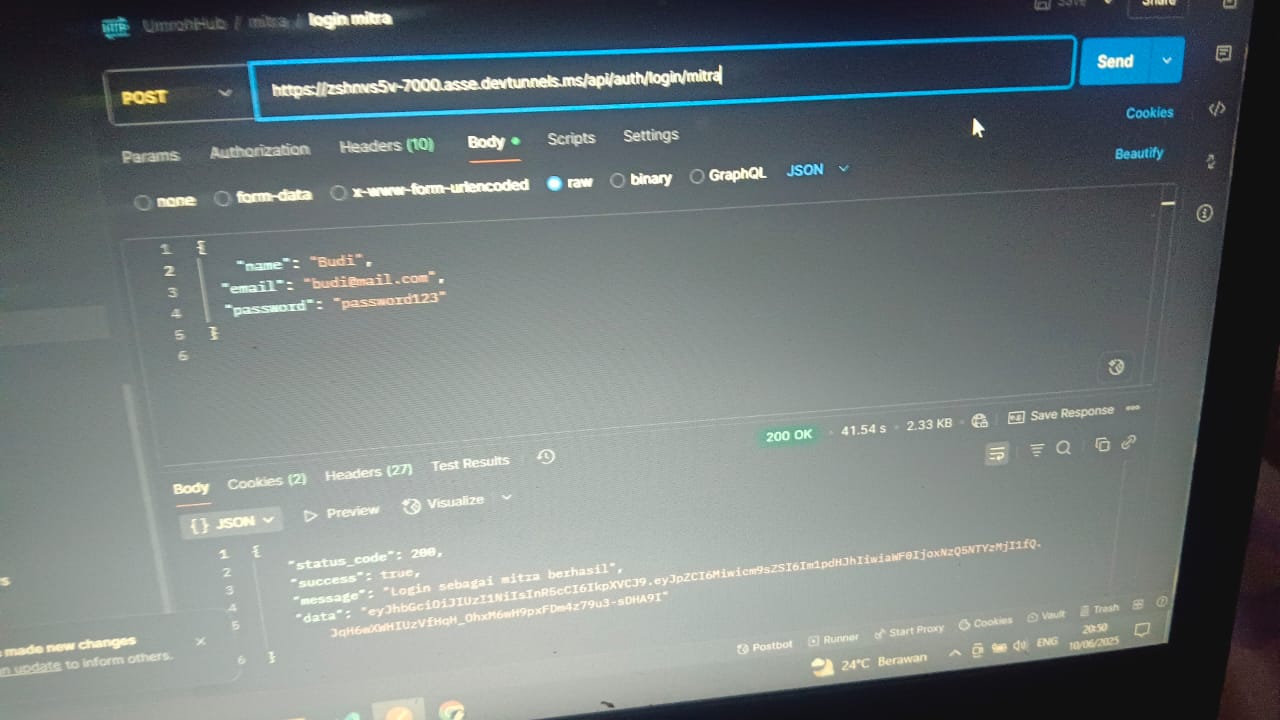 HTTP UmrohHub / mitra / login mitra Save Share
POST https://zshnvs5v-7000.asse.devtunnels.ms/api/auth/login/mitra Send
Cookies
Params Authorization Headers (10) Body Scripts Settings
Beautify
none form-data x-www-form-urlencoded raw binary GraphQL JSON
1 {
2 "name": "Budi",
3 "email": "budi@mail.com",
4 "password": "password123"
5 }
6
200 OK 41.54 s 2.33 KB Save Response
Body Cookies (2) Headers (27) Test Results
{} JSON Preview Visualize
1 {
2 "status_code": 200,
3 "success": true,
4 "message": "Login sebagai mitra berhasil",
5 "data":
6 }
made new changes
update to inform others.
Postbot Runner Start Proxy Cookies Vault Trash
24°C Berawan ENG 20:50
10/06/2025